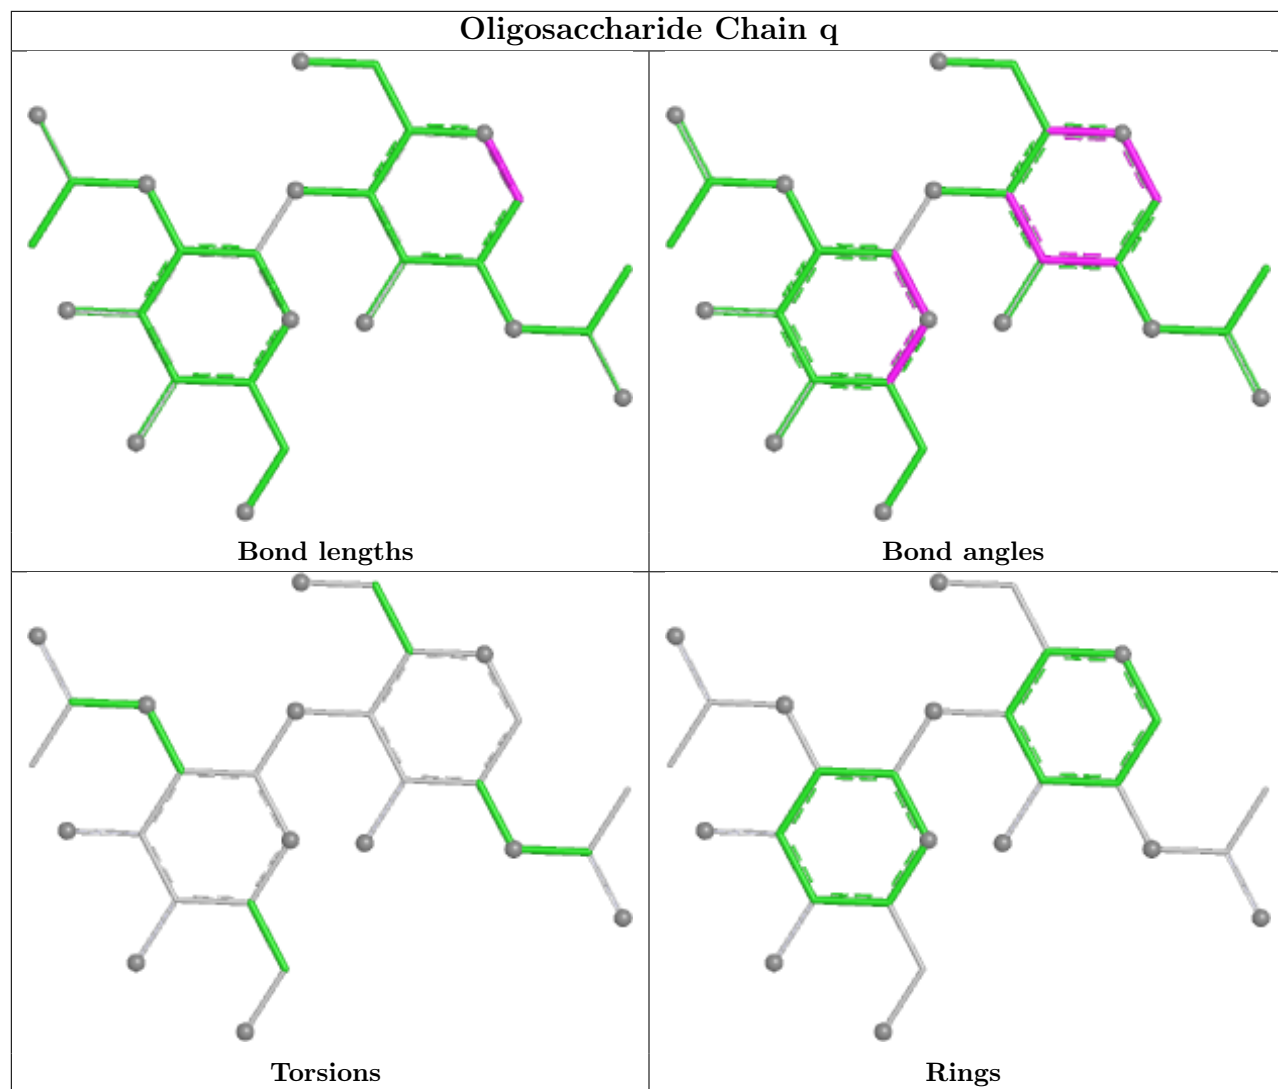 Oligosaccharide Chain q
Bond lengths
Bond angles
Torsions
Rings